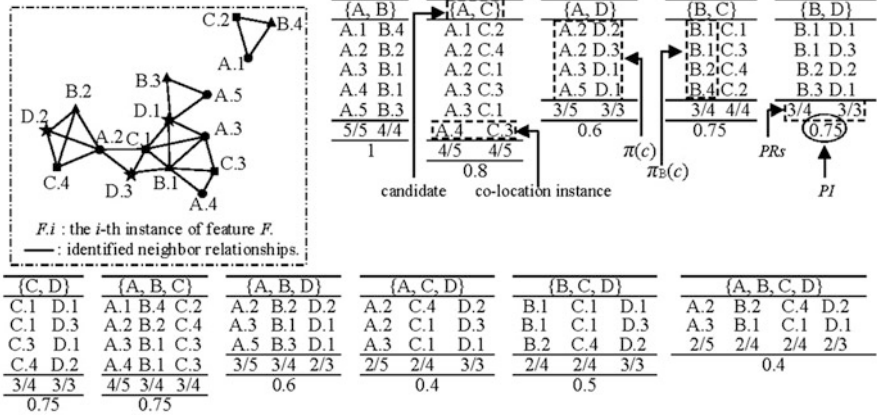 C.2
B.4
A.1
B.3
A.5
B.2
D.1
D.2
A.2
C.1
A.3
C.4
D.3
B.1
C.3
A.4
F.i : the i-th instance of feature F.
: identified neighbor relationships.
{A, B}
A.1 B.4
A.2 B.2
A.3 B.1
A.4 B.1
A.5 B.3
5/5 4/4
1
{A, C}
A.1 C.2
A.2 C.4
A.2 C.1
A.3 C.3
A.3 C.1
A.4 C.3
4/5 4/5
0.8
{A, D}
A.2 D.2
A.2 D.3
A.3 D.1
A.5 D.1
3/5 3/3
0.6
{B, C}
B.1 C.1
B.1 C.3
B.2 C.4
B.4 C.2
3/4 4/4
0.75
{B, D}
B.1 D.1
B.1 D.3
B.2 D.2
B.3 D.1
3/4 3/3
0.75
candidate
co-location instance
π(c)
πB(c)
PRs
PI
{C, D}
C.1 D.1
C.1 D.3
C.3 D.1
C.4 D.2
3/4 3/3
0.75
{A, B, C}
A.1 B.4 C.2
A.2 B.2 C.4
A.3 B.1 C.3
A.4 B.1 C.3
4/5 3/4 3/4
0.75
{A, B, D}
A.2 B.2 D.2
A.3 B.1 D.1
A.5 B.3 D.1
3/5 3/4 2/3
0.6
{A, C, D}
A.2 C.4 D.2
A.2 C.1 D.3
A.3 C.1 D.1
2/5 2/4 3/3
0.4
{B, C, D}
B.1 C.1 D.1
B.1 C.1 D.3
B.2 C.4 D.2
2/4 2/4 3/3
0.5
{A, B, C, D}
A.2 B.2 C.4 D.2
A.3 B.1 C.1 D.1
2/5 2/4 2/4 2/3
0.4